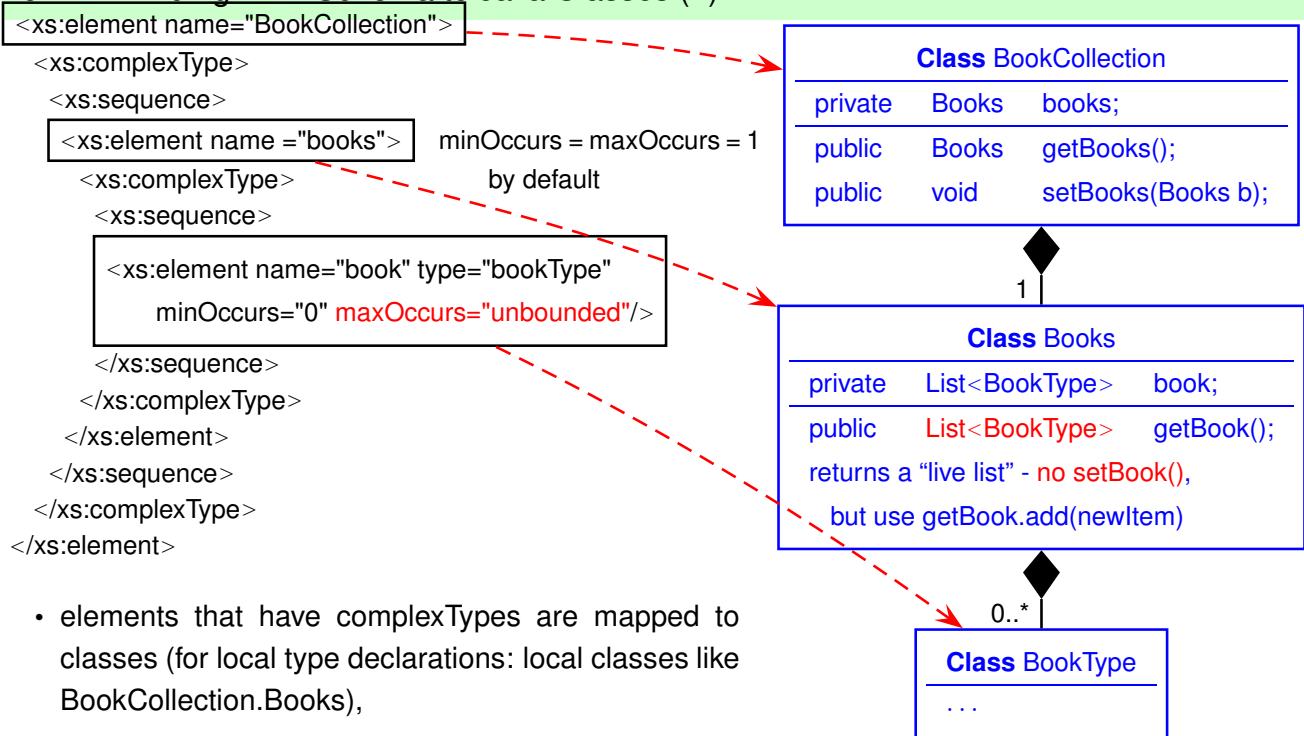 <xs:element name="BookCollection">
<xs:complexType>
<xs:sequence>
<xs:element name ="books">
minOccurs = maxOccurs = 1
by default
<xs:complexType>
<xs:sequence>
<xs:element name="book" type="bookType"
minOccurs="0" maxOccurs="unbounded"/>
</xs:sequence>
</xs:complexType>
</xs:element>
</xs:sequence>
</xs:complexType>
</xs:element>
• elements that have complexTypes are mapped to
classes (for local type declarations: local classes like
BookCollection.Books),
Class BookCollection
private Books books;
public Books getBooks();
public void setBooks(Books b);
1
Class Books
private List<BookType> book;
public List<BookType> getBook();
returns a “live list” - no setBook(),
but use getBook.add(newItem)
0..*
Class BookType
. . .